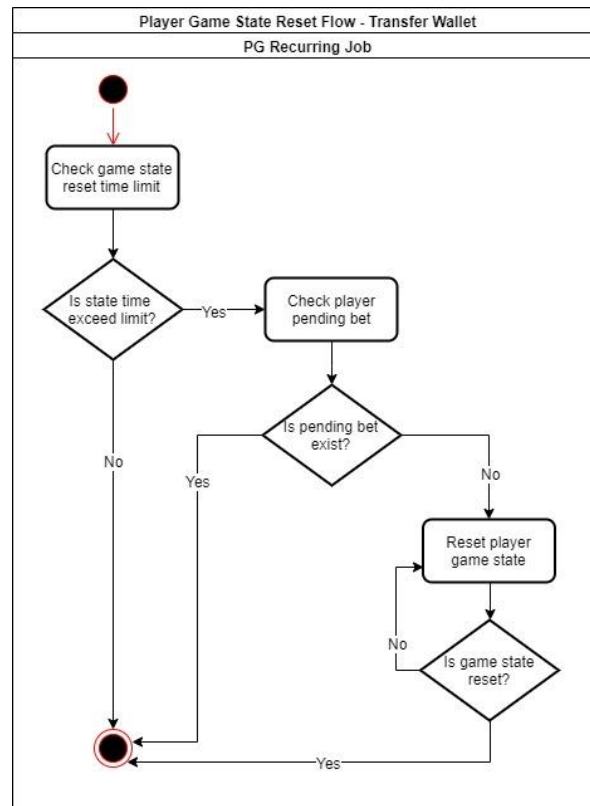 Player Game State Reset Flow - Transfer Wallet
PG Recurring Job
Check game state
reset time limit
Is state time
exceed limit?
Yes
Check player
pending bet
Is pending bet
exist?
No
Yes
No
Reset player
game state
No
Is game state
reset?
Yes